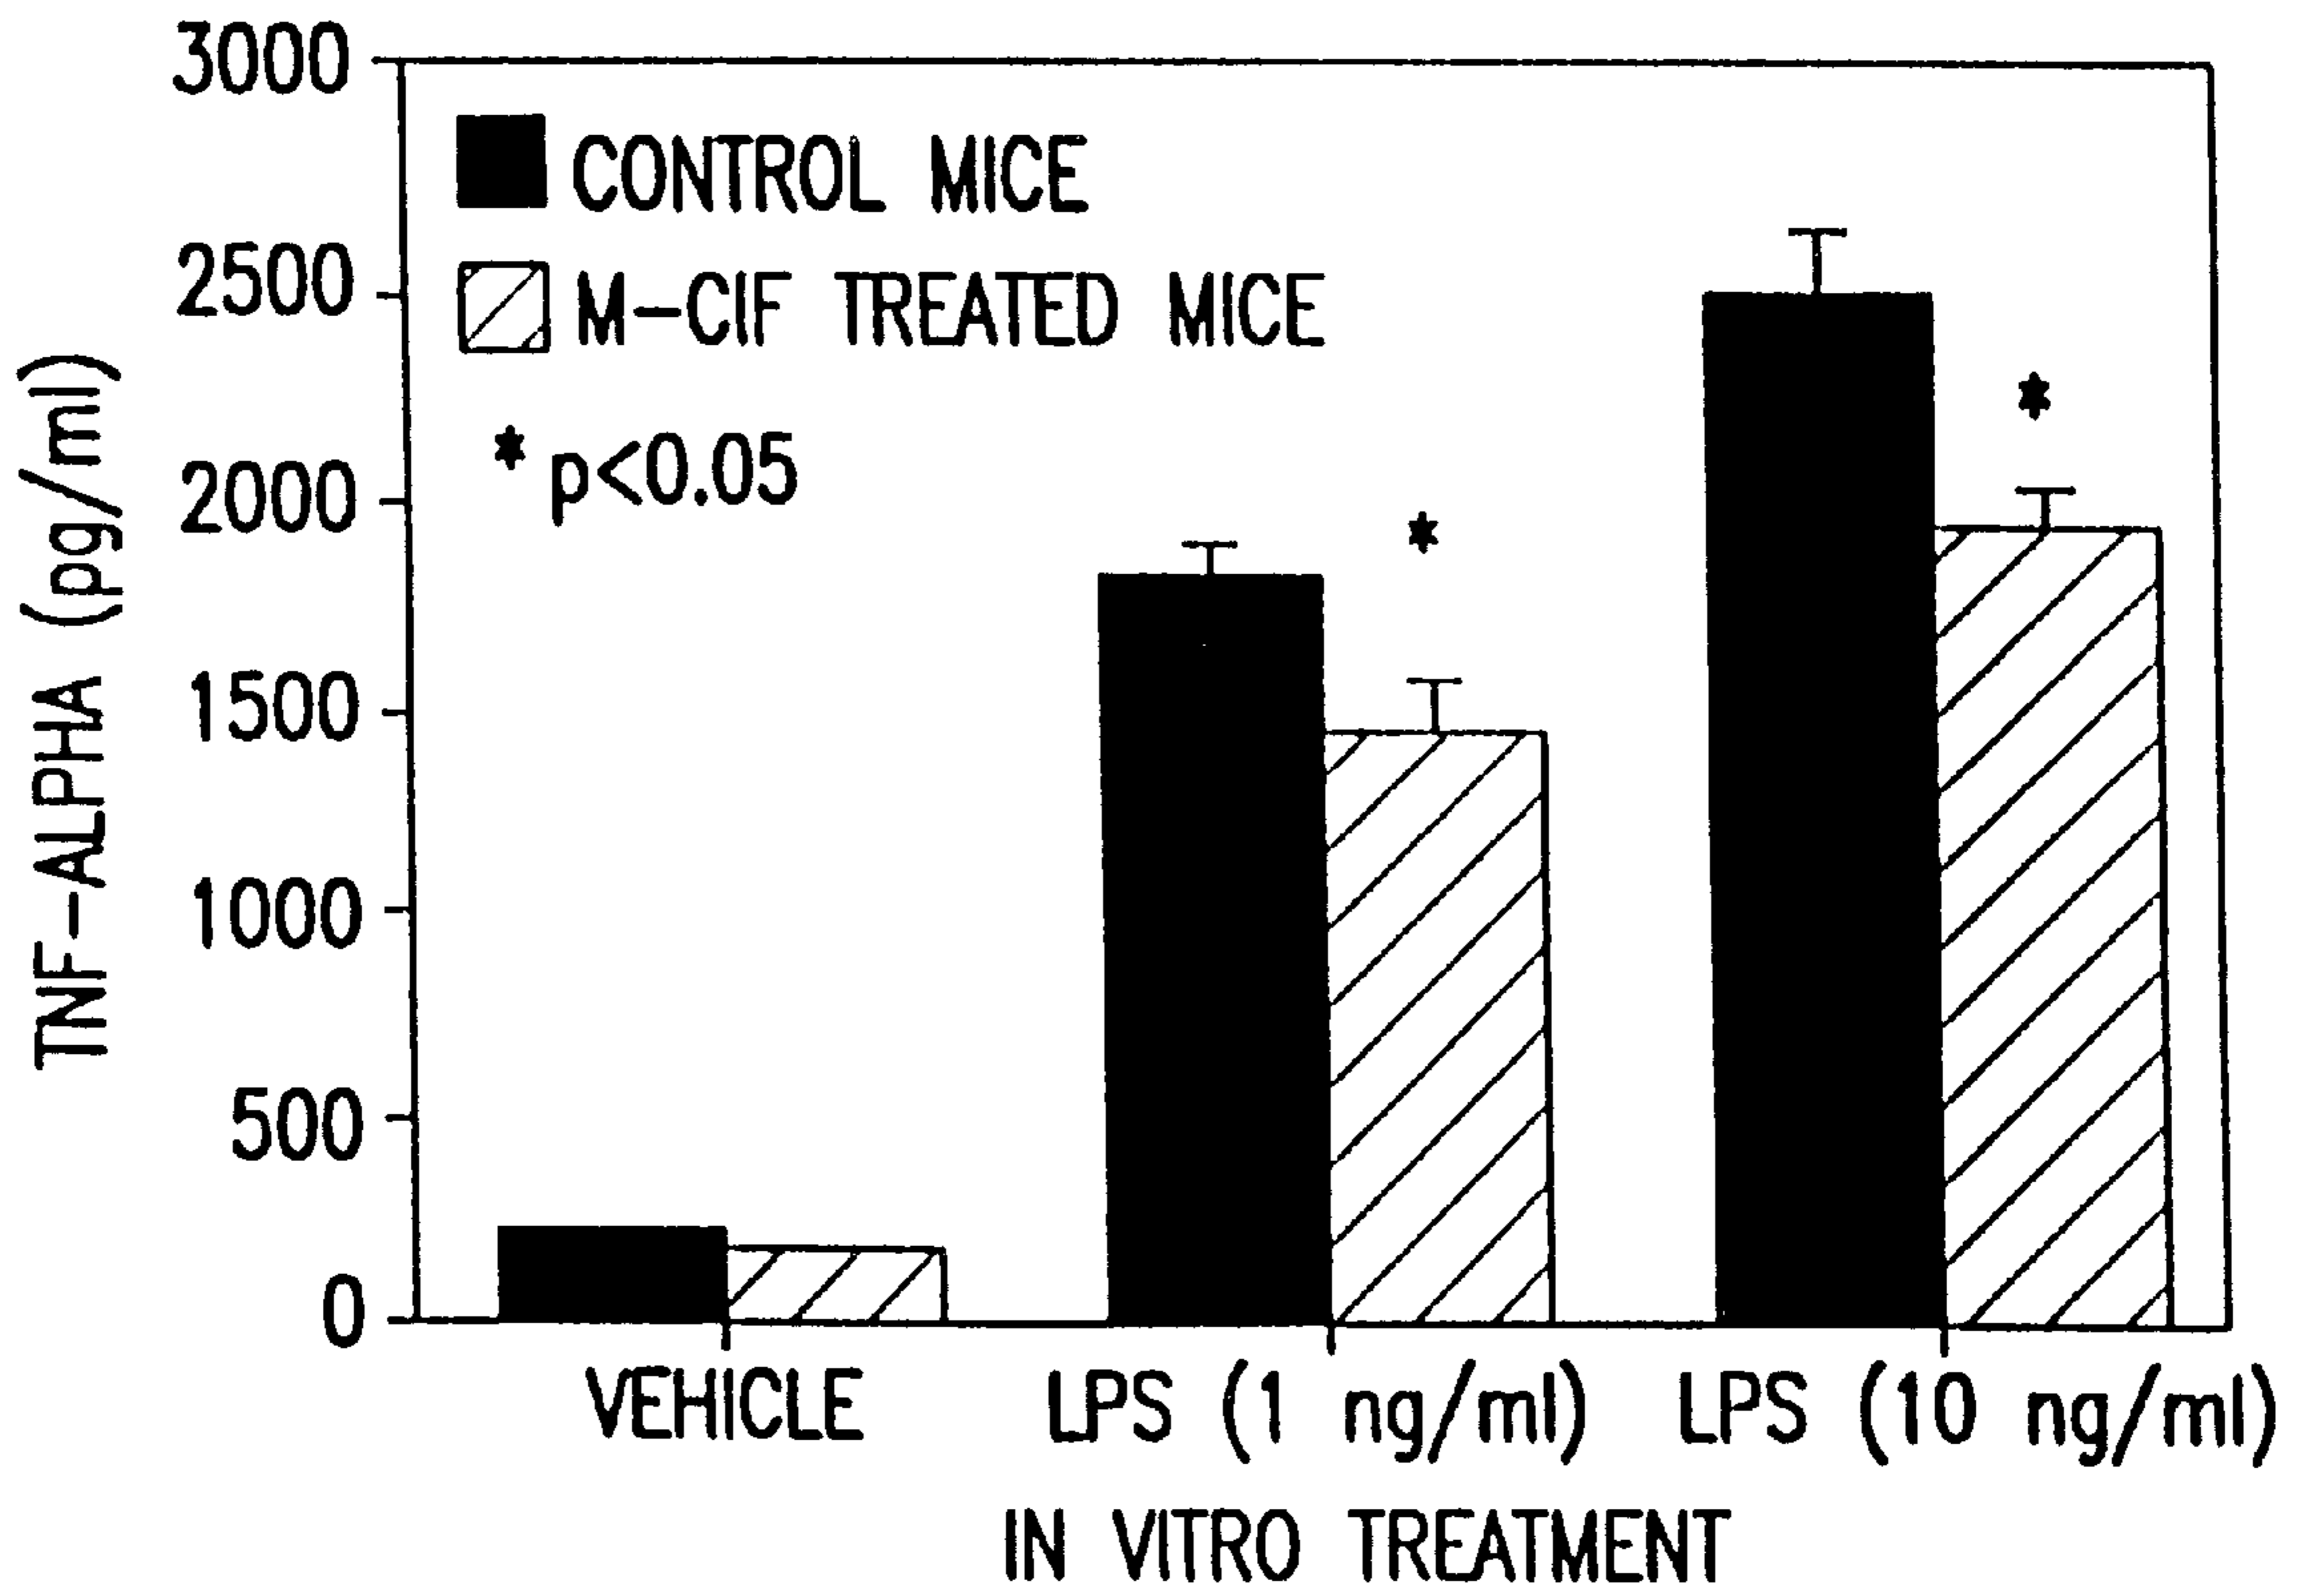 3000
2500
2000
1500
1000
500
0
TNF-ALPHA (pg/ml)
CONTROL MICE
M-CIF TREATED MICE
* p<0.05
*
*
VEHICLE
LPS (1 ng/ml)
LPS (10 ng/ml)
IN VITRO TREATMENT